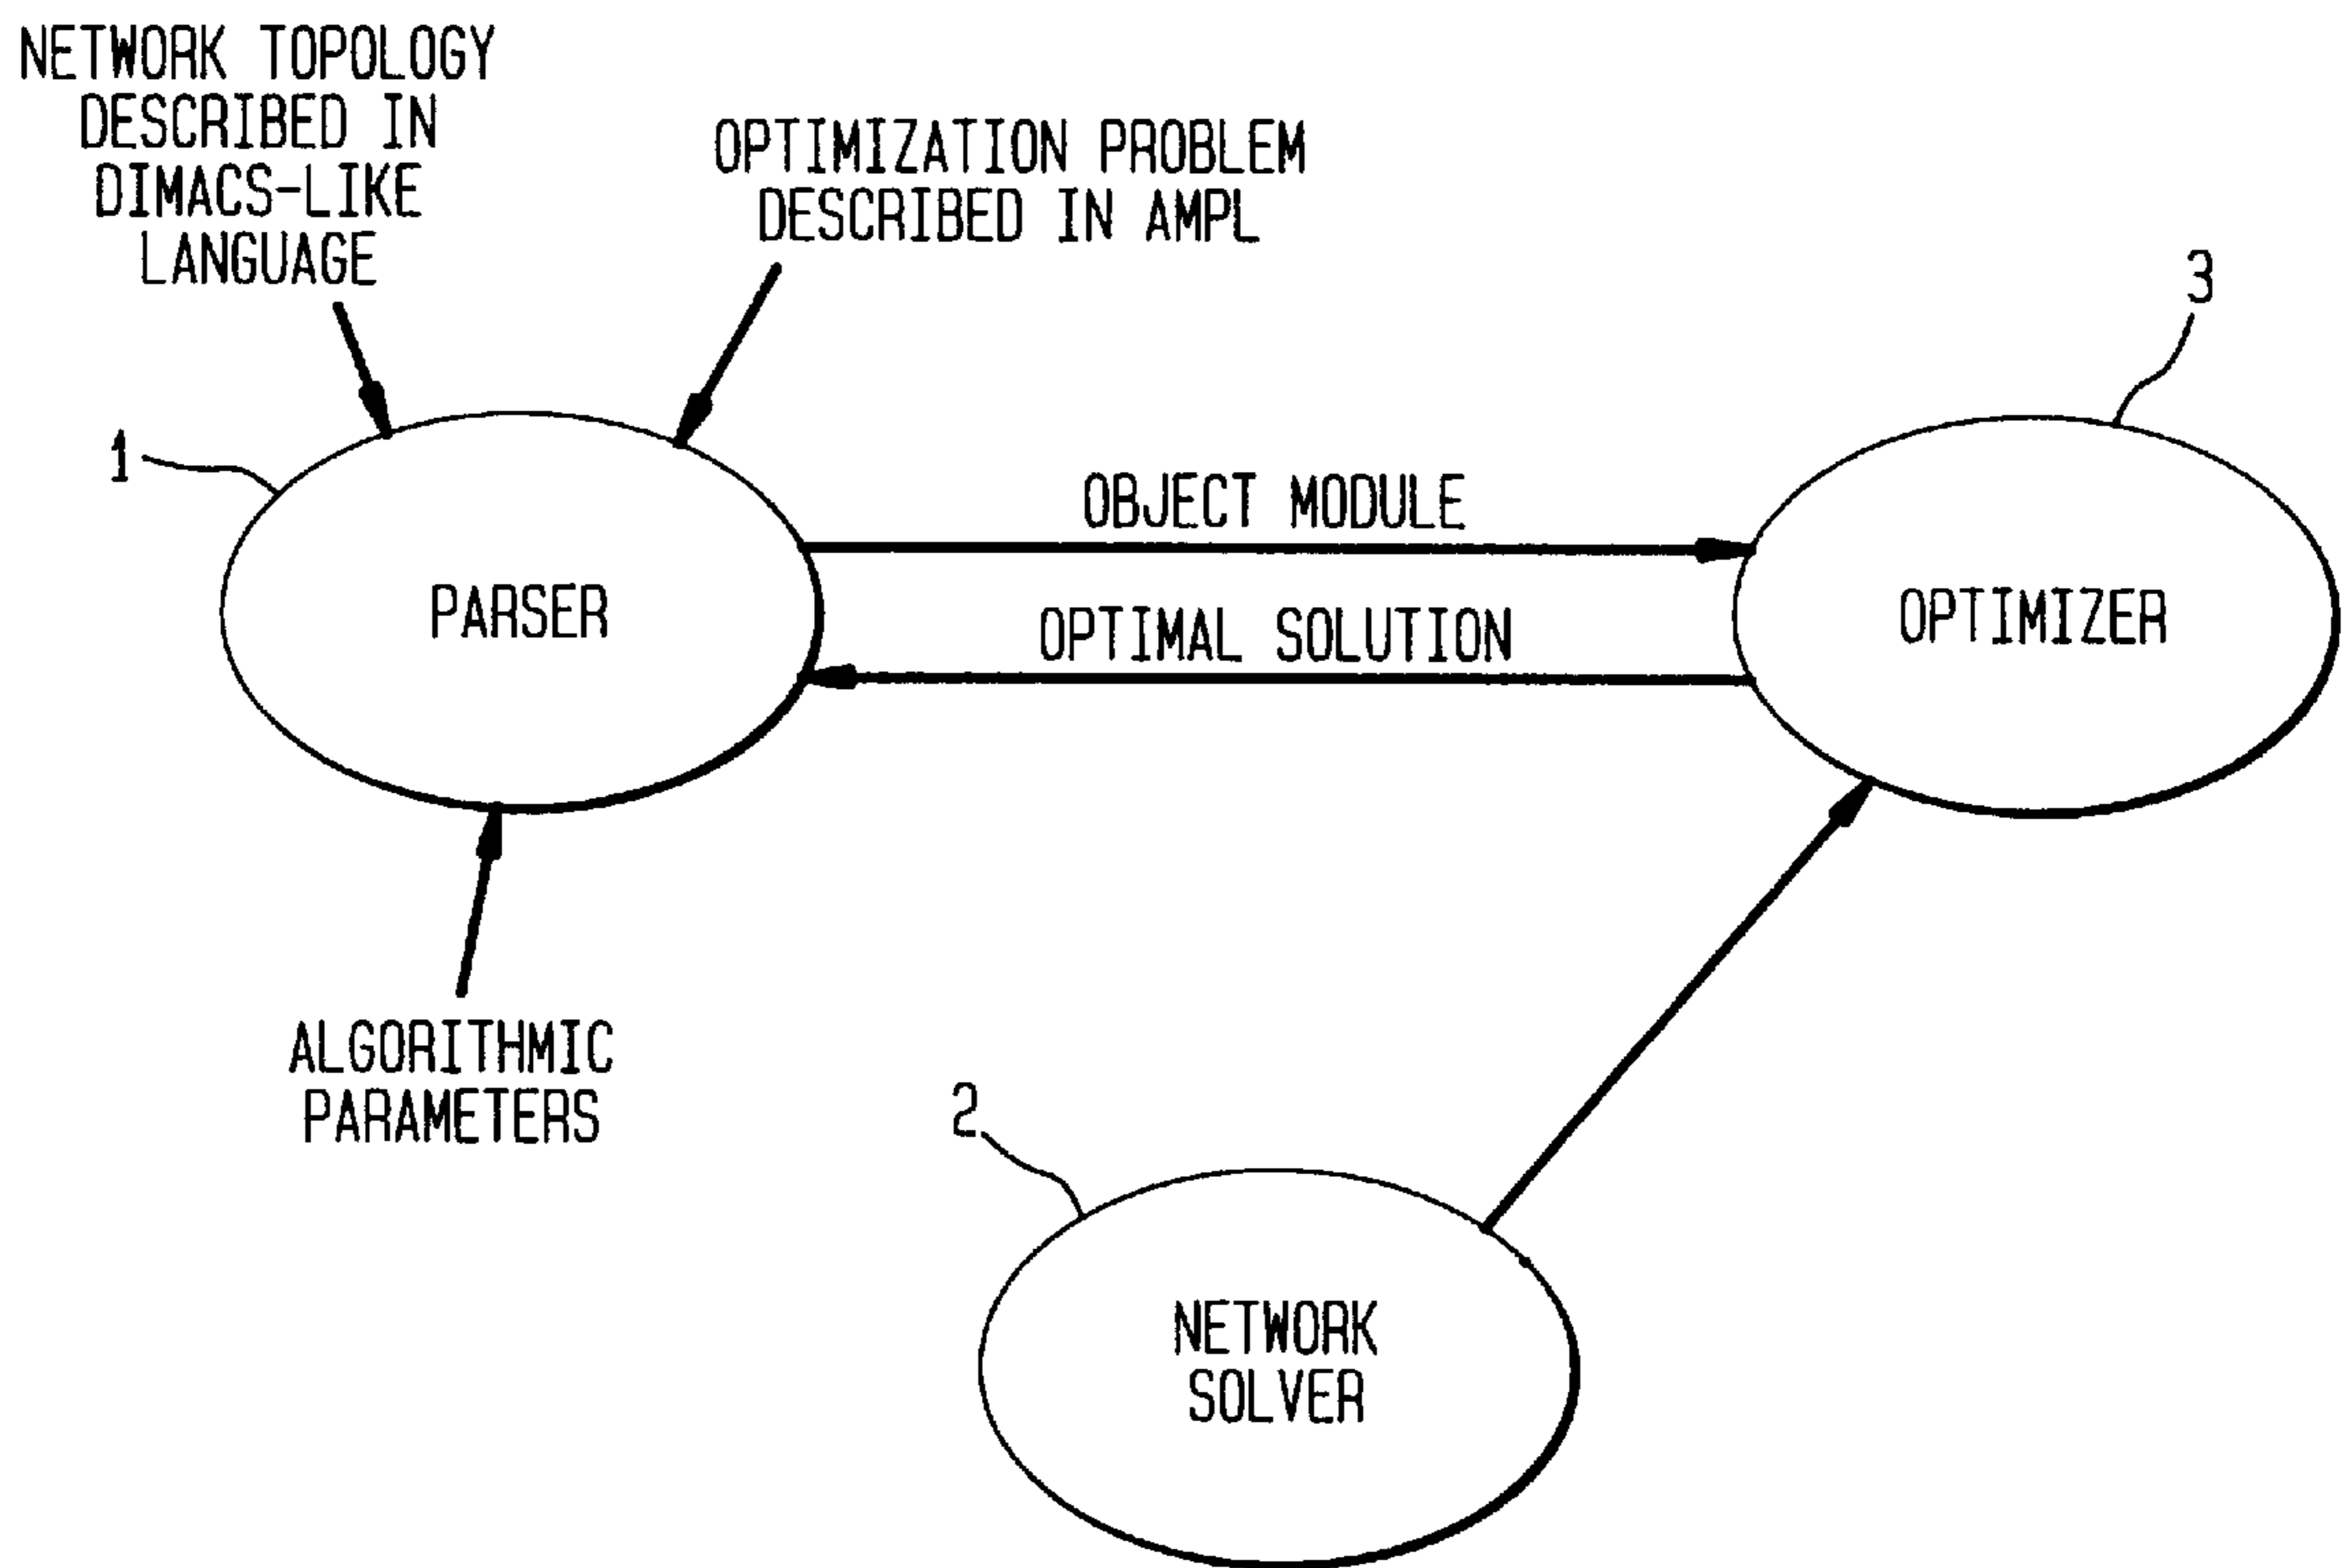 NETWORK TOPOLOGY
DESCRIBED IN
DIMACS-LIKE
LANGUAGE
OPTIMIZATION PROBLEM
DESCRIBED IN AMPL
3
1
OBJECT MODULE
PARSER
OPTIMAL SOLUTION
OPTIMIZER
ALGORITHMIC
PARAMETERS
2
NETWORK
SOLVER